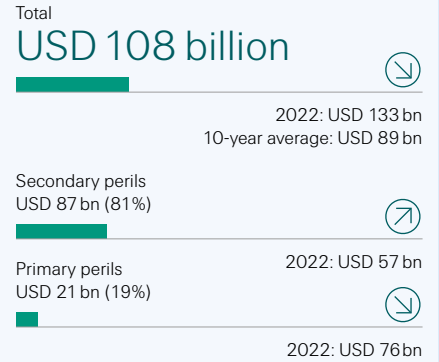 Total
USD 108 billion
2022: USD 133 bn
10-year average: USD 89 bn
Secondary perils
USD 87 bn (81%)
2022: USD 57 bn
Primary perils
USD 21 bn (19%)
2022: USD 76 bn